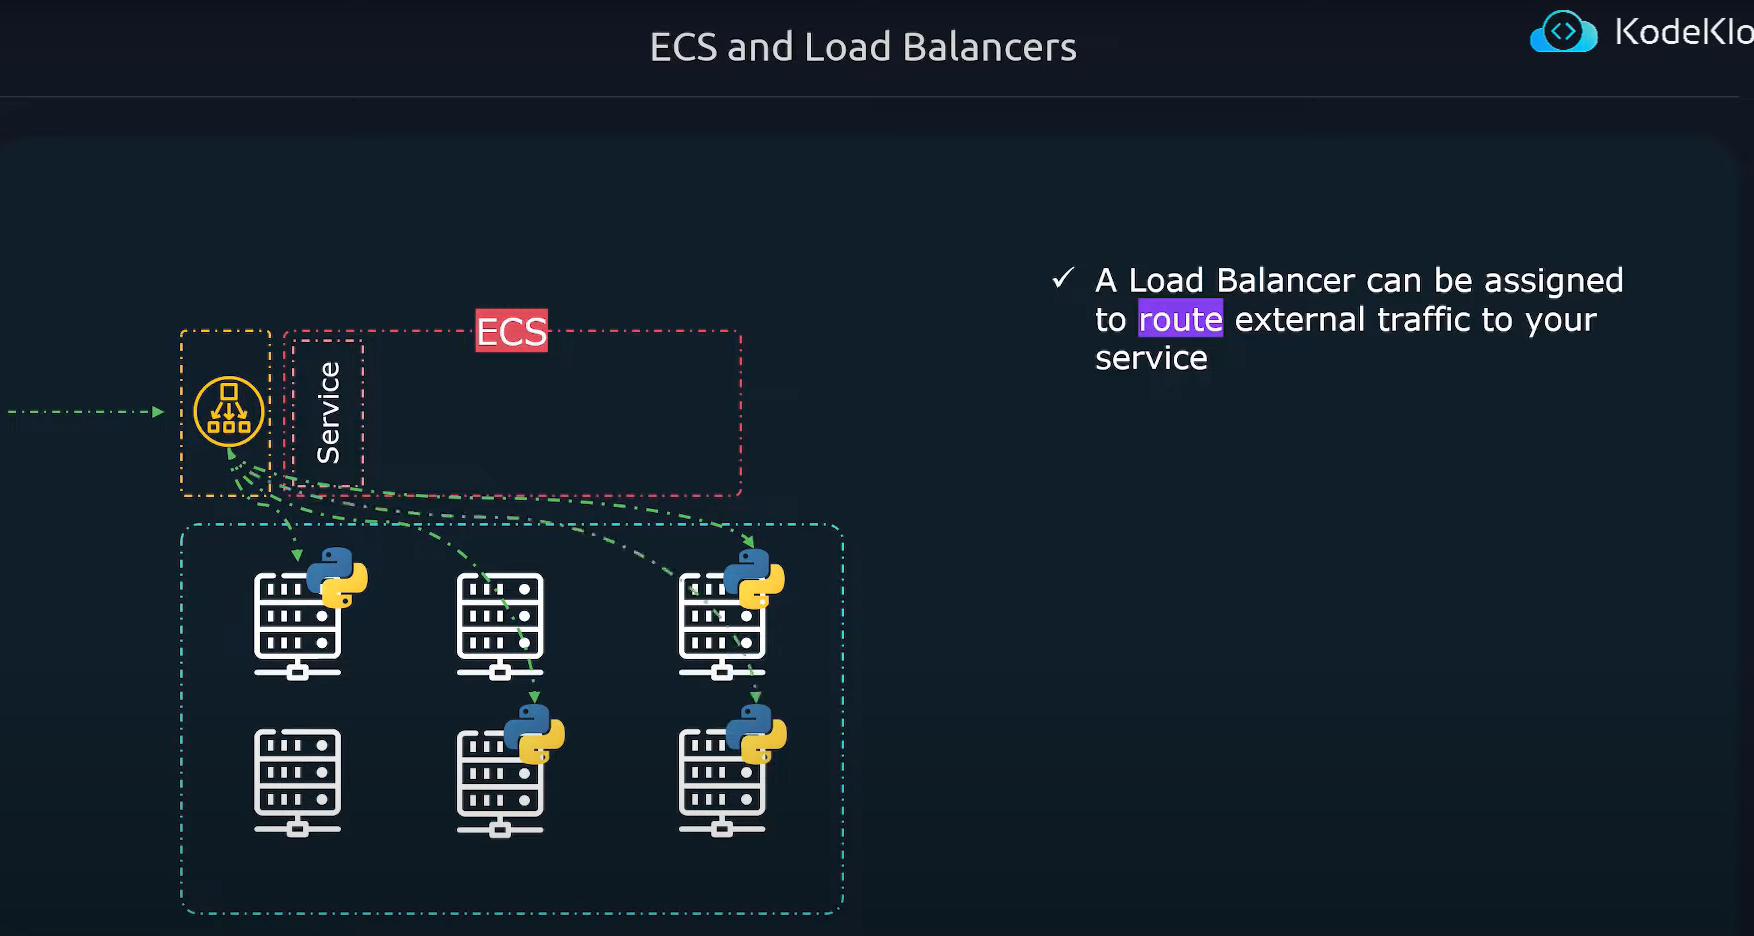 ECS and Load Balancers
KodeKlo
✓ A Load Balancer can be assigned
to route external traffic to your
service
ECS
Service